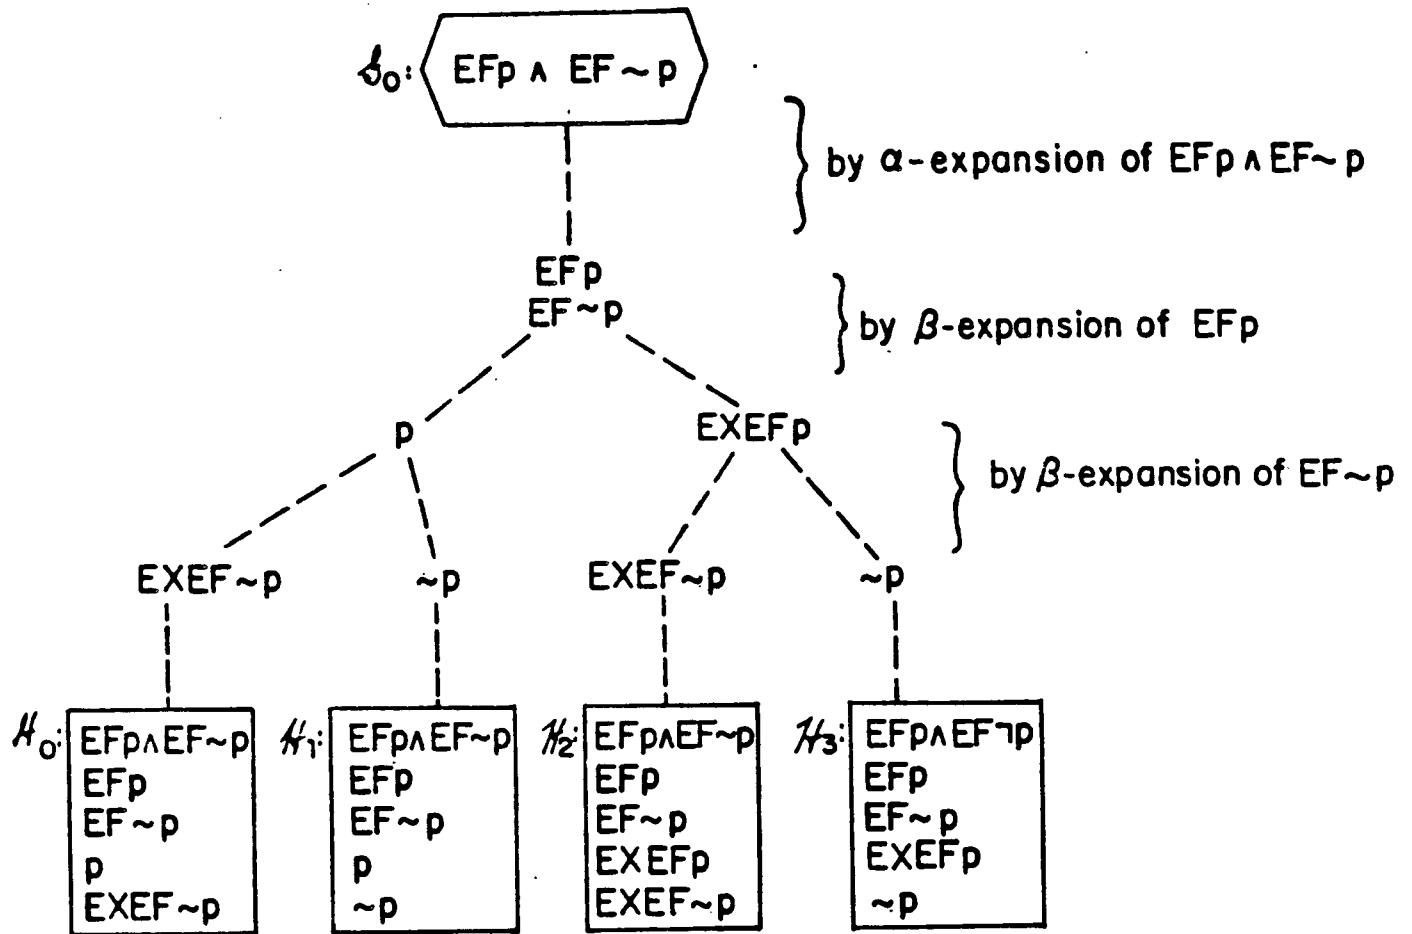 𝒮₀: EFp ∧ EF ~ p
by α-expansion of EFp ∧ EF~ p
EFp
EF ~p
by β-expansion of EFp
p
EXEFp
by β-expansion of EF~p
EXEF~p
~p
EXEF~p
~p
ℋ₀: EFp∧EF~p
EFp
EF~p
p
EXEF~p
ℋ₁: EFp∧EF~p
EFp
EF~p
p
~p
ℋ₂: EFp∧EF~p
EFp
EF~p
EXEFp
EXEF~p
ℋ₃: EFp∧EF¬p
EFp
EF~p
EXEFp
~p